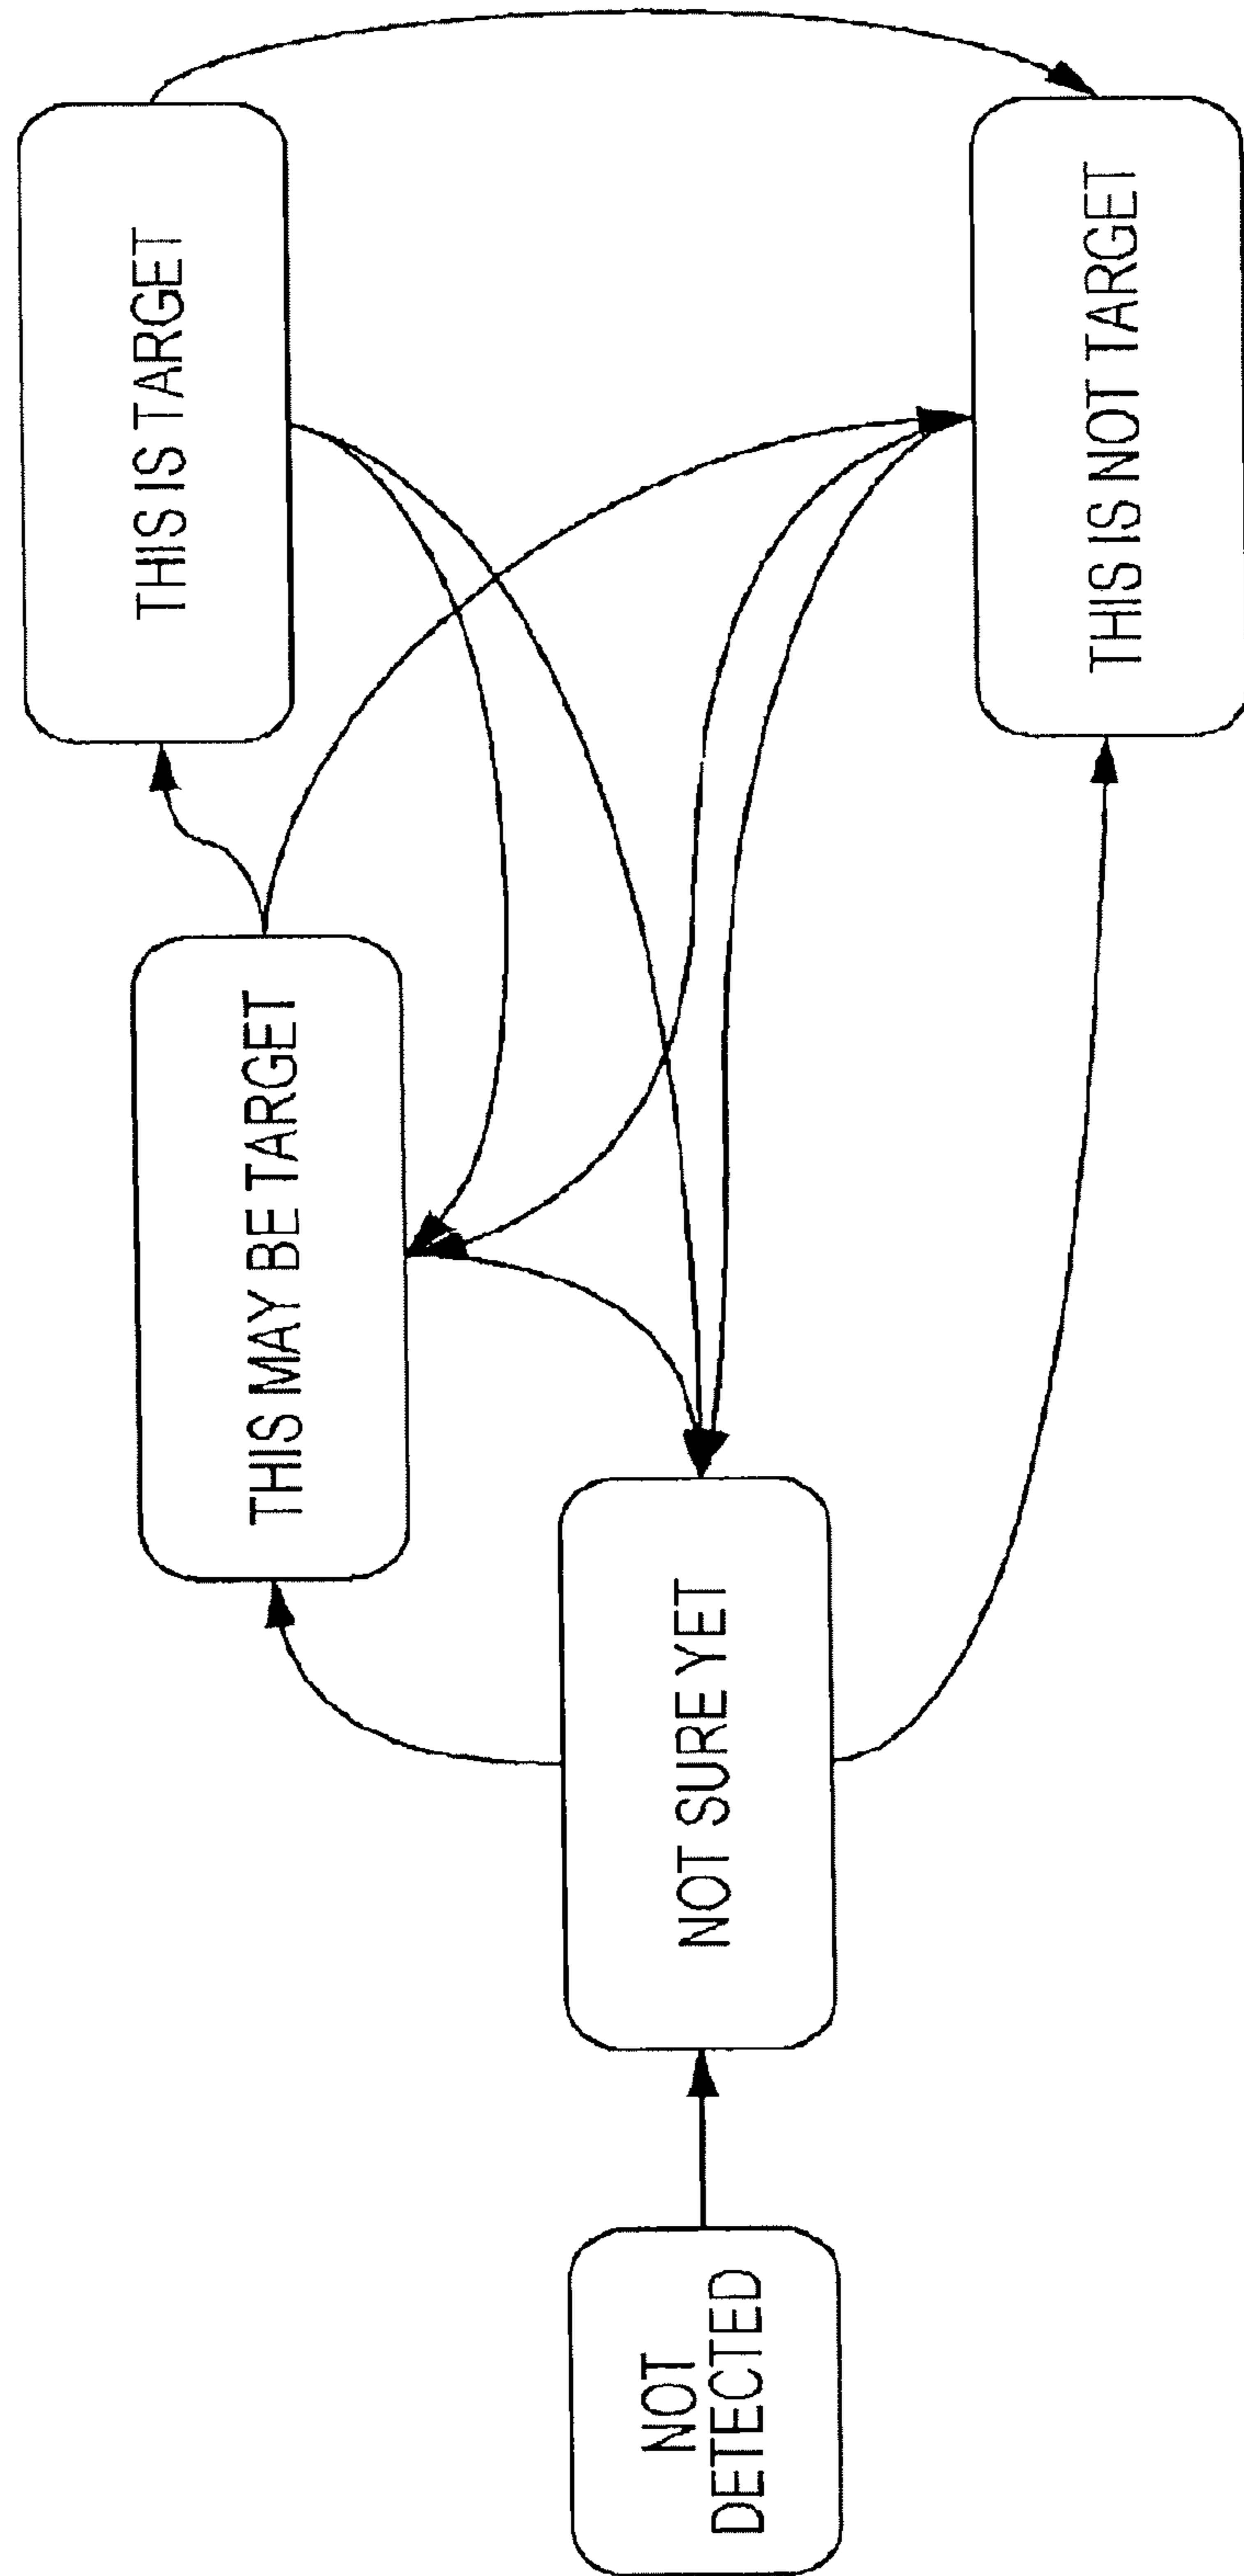 NOT
DETECTED
NOT SURE YET
THIS MAY BE TARGET
THIS IS TARGET
THIS IS NOT TARGET